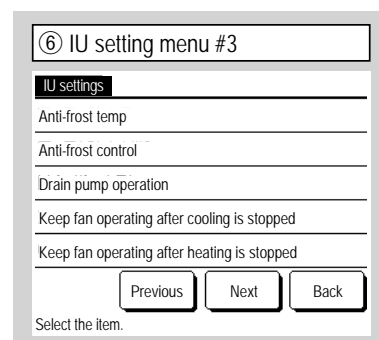 ⑥ IU setting menu #3
IU settings
Anti-frost temp
Anti-frost control
Drain pump operation
Keep fan operating after cooling is stopped
Keep fan operating after heating is stopped
Previous Next Back
Select the item.